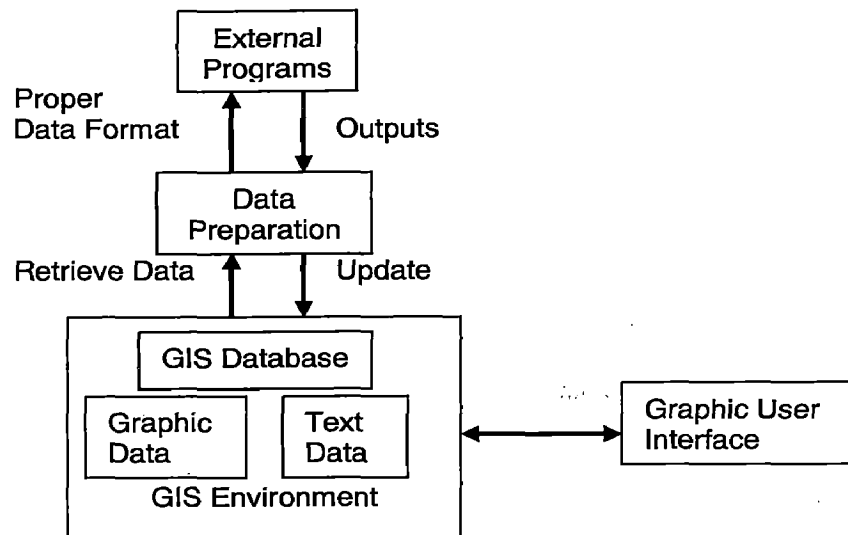 External
Programs
Proper
Data Format
Outputs
Data
Preparation
Retrieve Data
Update
GIS Database
Graphic
Data
Text
Data
GIS Environment
Graphic User
Interface